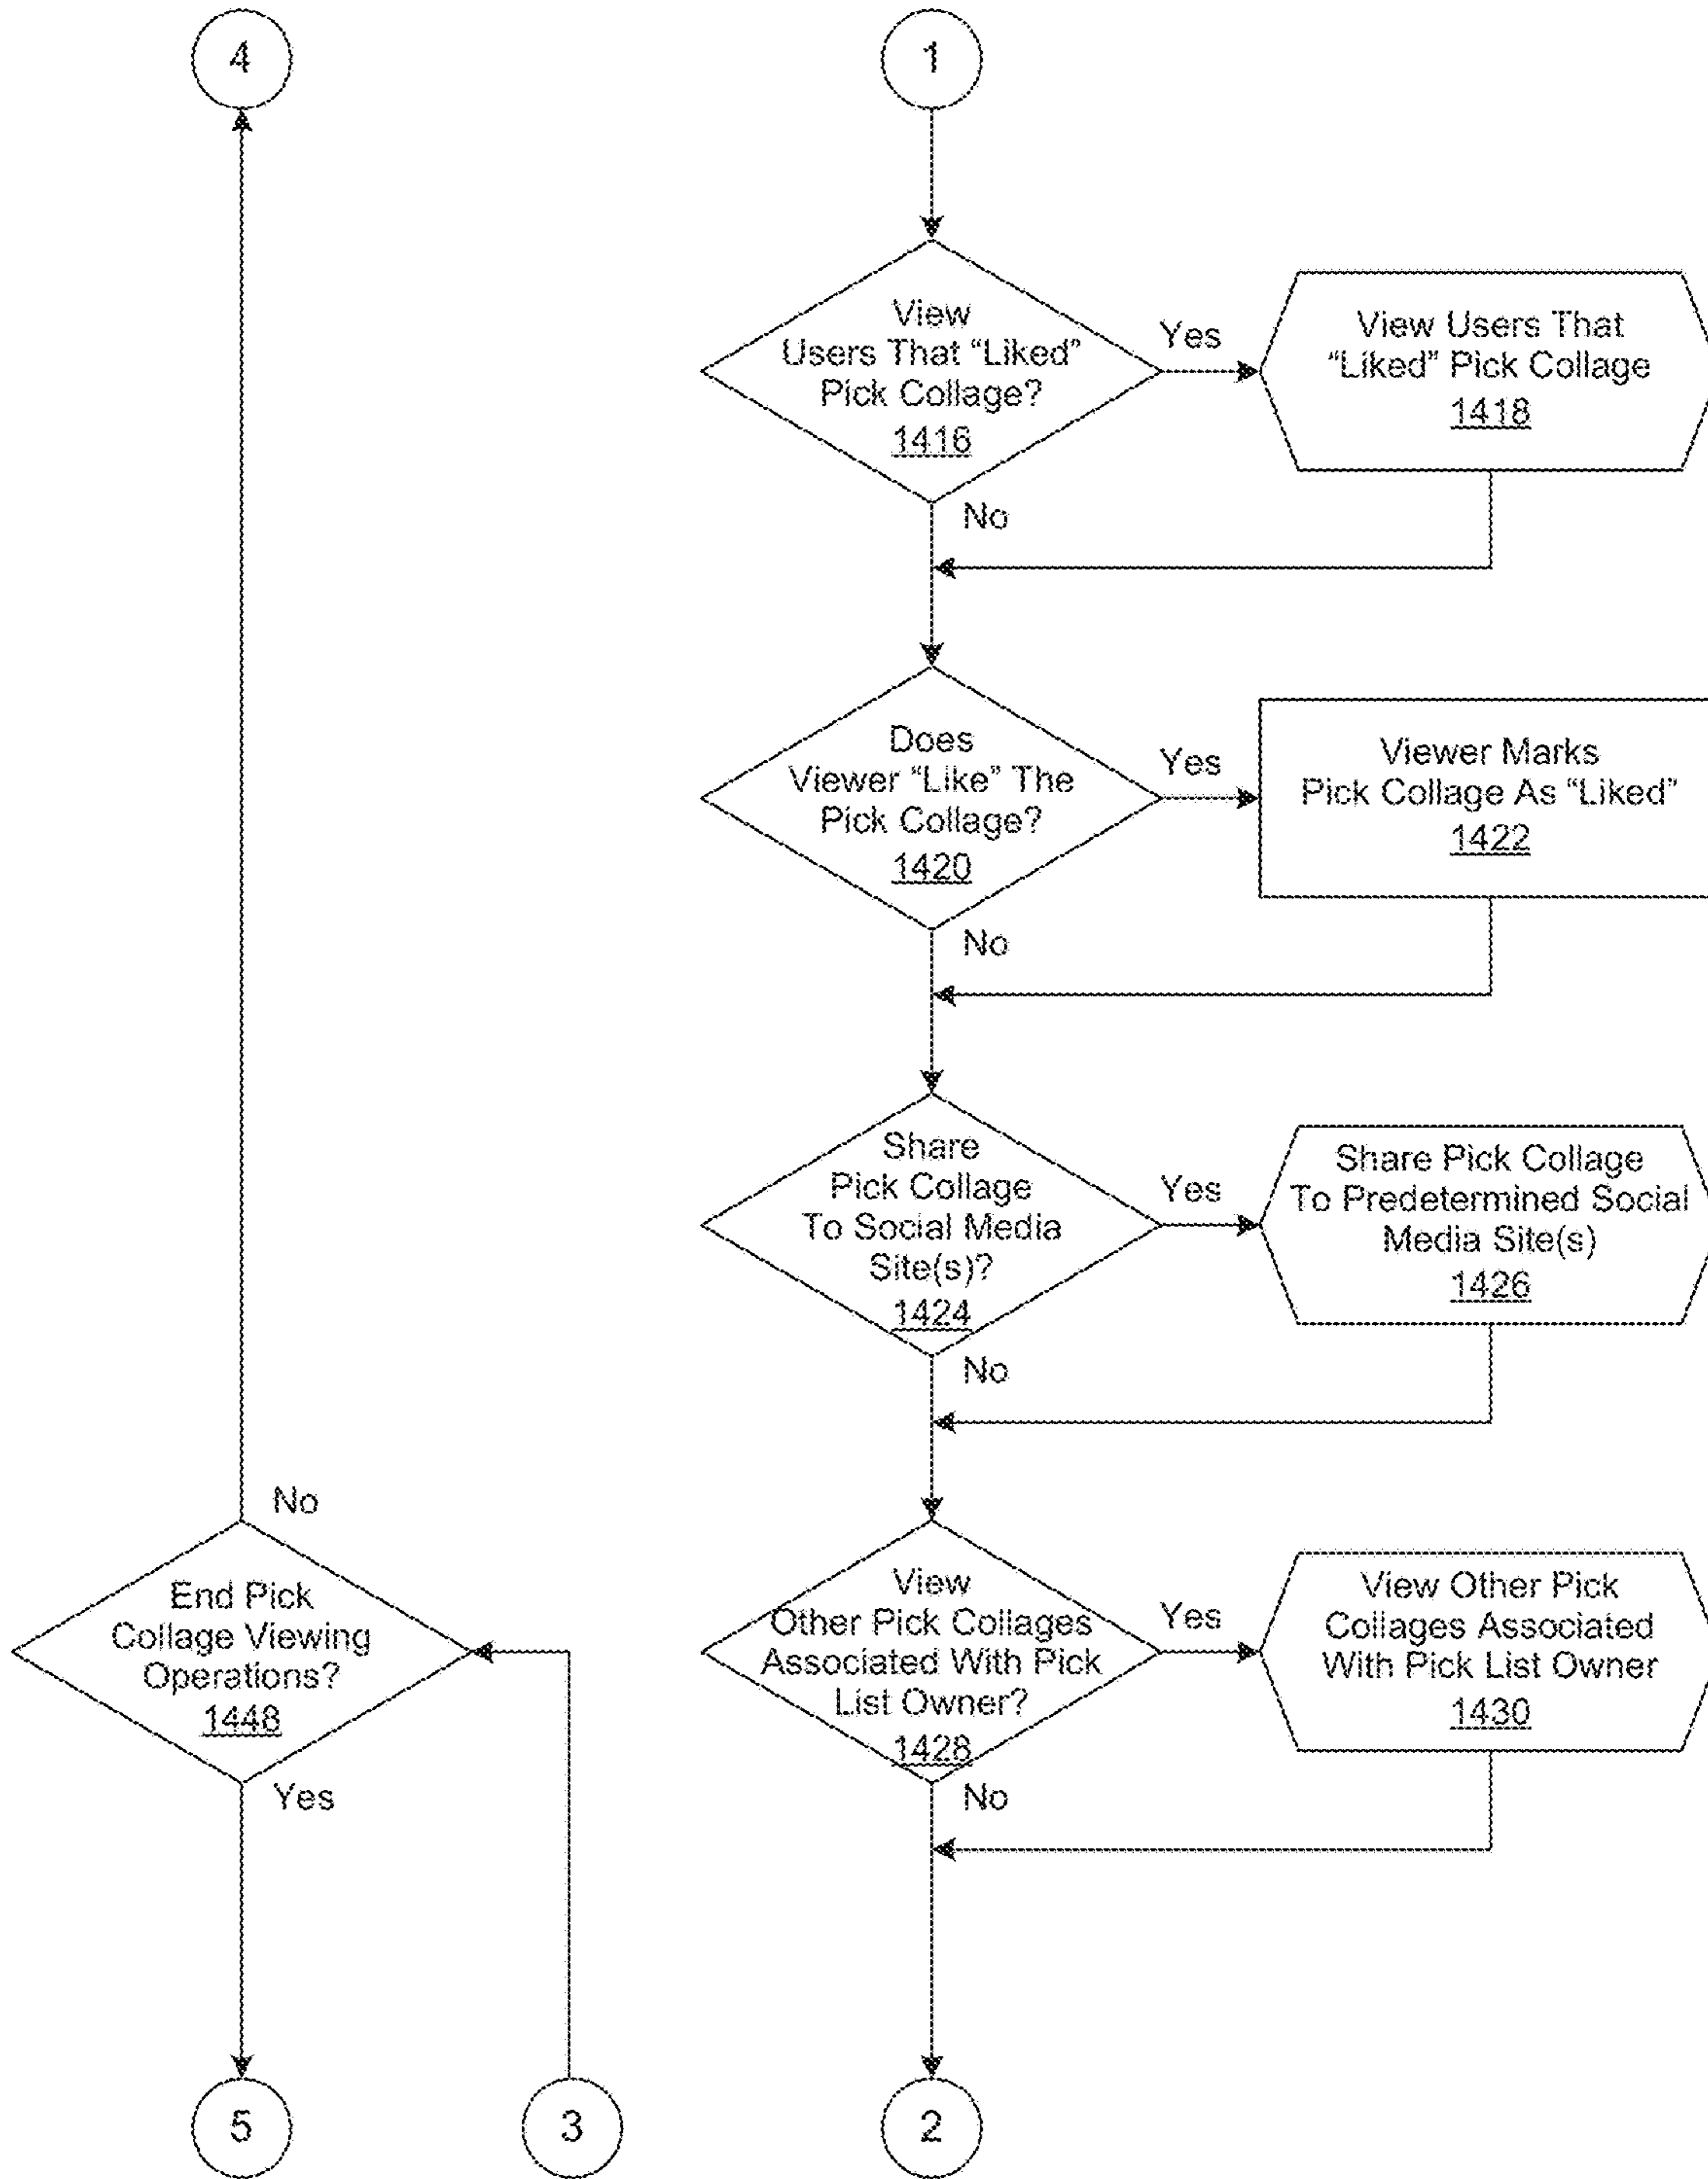 4
1
View
Users That “Liked”
Pick Collage?
1416
Yes
View Users That
“Liked” Pick Collage
1418
No
Does
Viewer “Like” The
Pick Collage?
1420
Yes
Viewer Marks
Pick Collage As “Liked”
1422
No
Share
Pick Collage
To Social Media
Site(s)?
1424
Yes
Share Pick Collage
To Predetermined Social
Media Site(s)
1426
No
No
End Pick
Collage Viewing
Operations?
1448
Yes
View
Other Pick Collages
Associated With Pick
List Owner?
1428
Yes
View Other Pick
Collages Associated
With Pick List Owner
1430
No
5
3
2